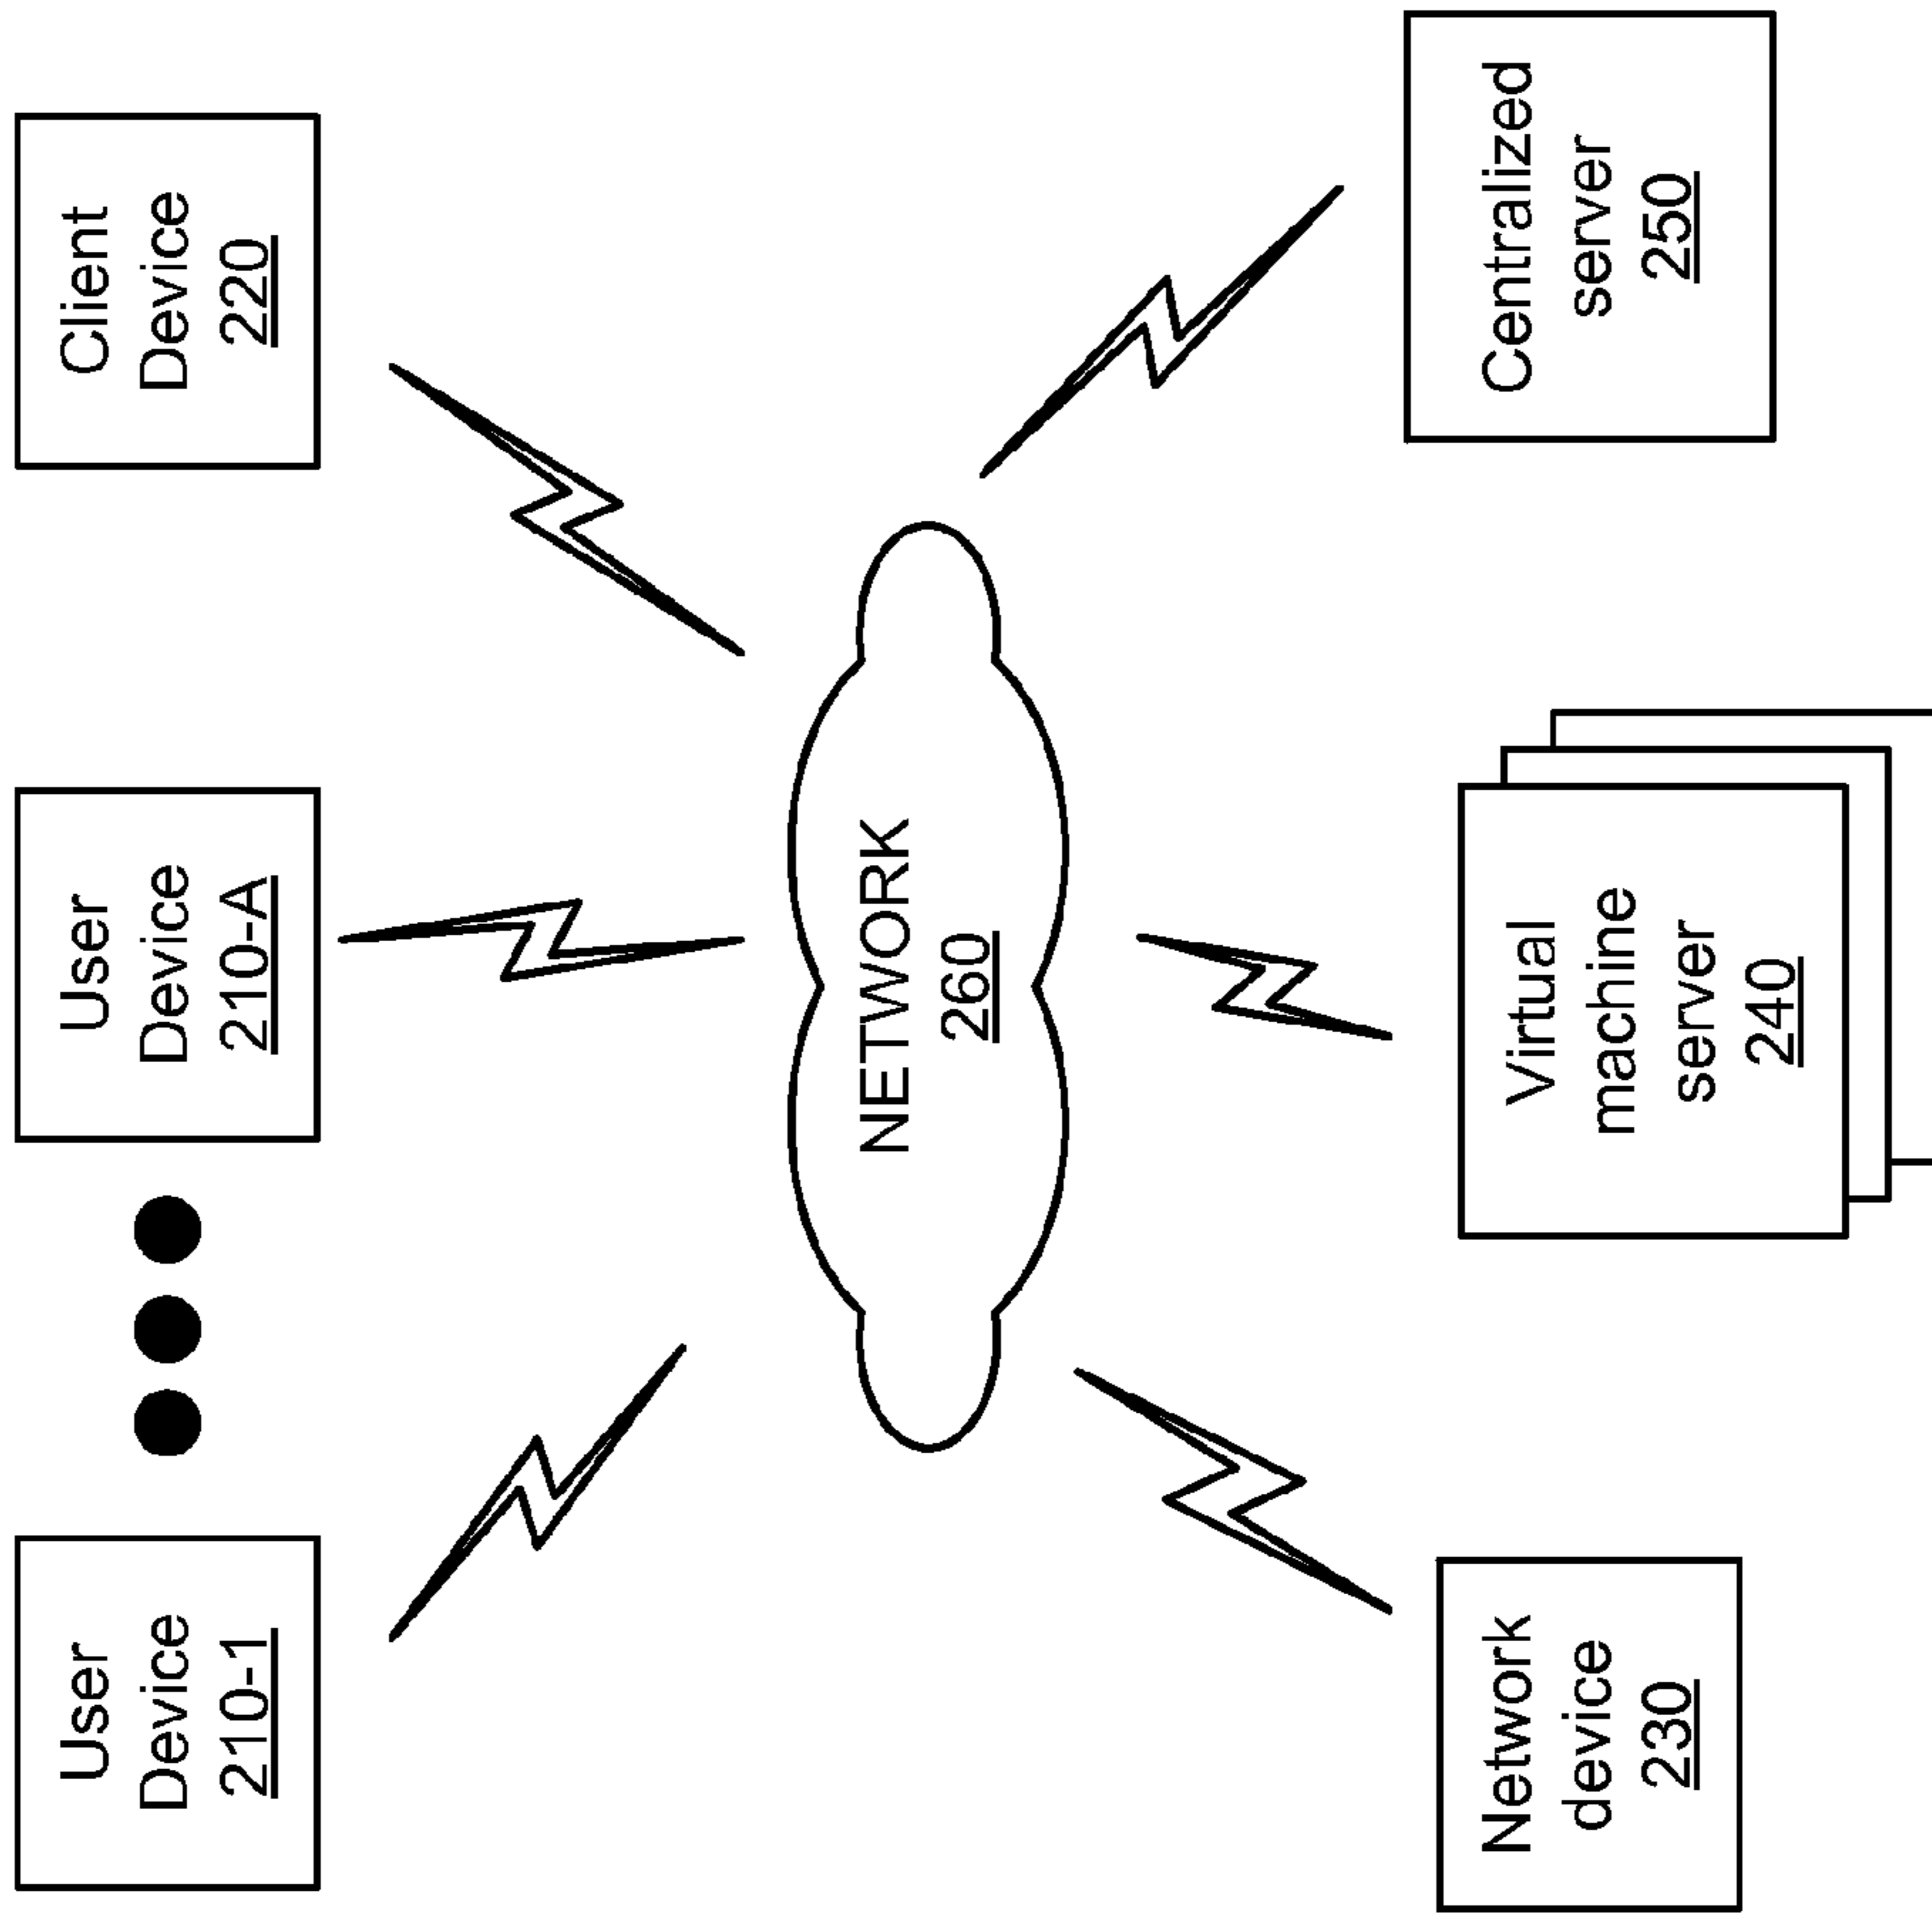 User
Device
210-1
User
Device
210-A
Client
Device
220
NETWORK
260
Network
device
230
Virtual
machine
server
240
Centralized
server
250